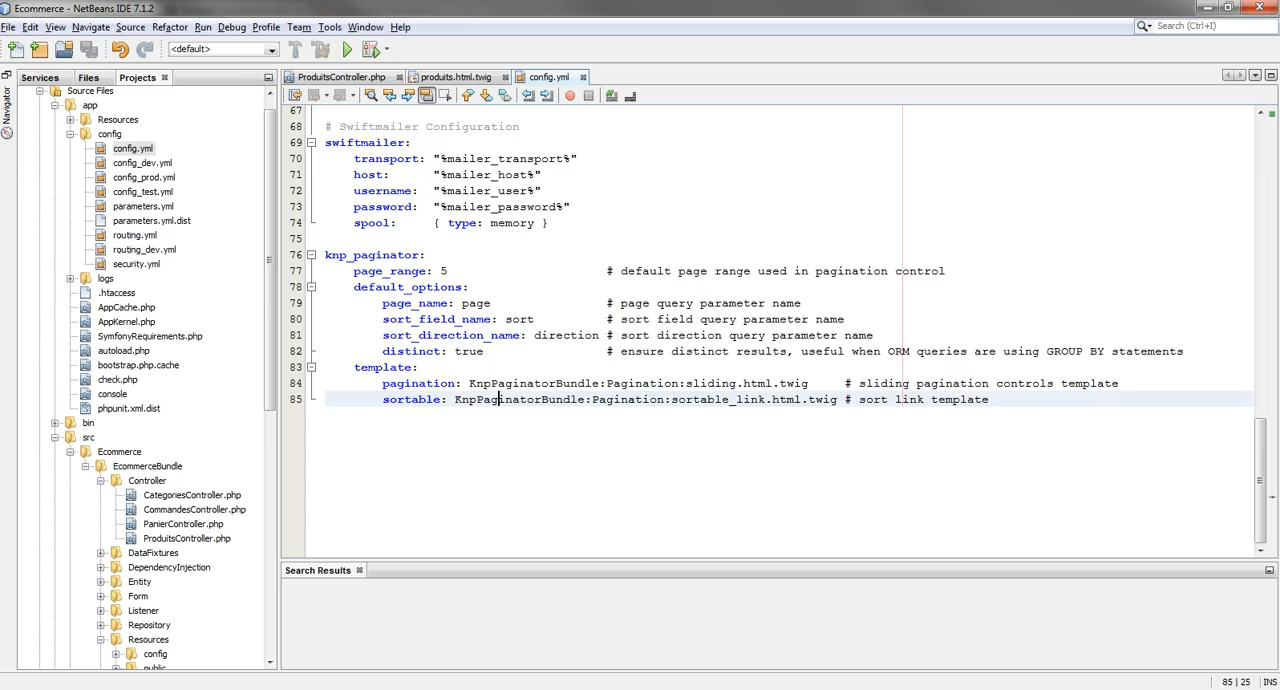 Ecommerce - NetBeans IDE 7.1.2
File Edit View Navigate Source Refactor Run Debug Profile Team Tools Window Help
Search (Ctrl+I)
<default>
Services Files Projects
Navigator
ProduitsController.php produits.html.twig config.yml
Source Files
app
Resources
config
config.yml
config_dev.yml
config_prod.yml
config_test.yml
parameters.yml
parameters.yml.dist
routing.yml
routing_dev.yml
security.yml
logs
.htaccess
AppCache.php
AppKernel.php
SymfonyRequirements.php
autoload.php
bootstrap.php.cache
check.php
console
phpunit.xml.dist
bin
src
Ecommerce
EcommerceBundle
Controller
CategoriesController.php
CommandesController.php
PanierController.php
ProduitsController.php
DataFixtures
DependencyInjection
Entity
Form
Listener
Repository
Resources
config
public
67
68 # Swiftmailer Configuration
69 swiftmailer:
70 transport: "%mailer_transport%"
71 host: "%mailer_host%"
72 username: "%mailer_user%"
73 password: "%mailer_password%"
74 spool: { type: memory }
75
76 knp_paginator:
77 page_range: 5 # default page range used in pagination control
78 default_options:
79 page_name: page # page query parameter name
80 sort_field_name: sort # sort field query parameter name
81 sort_direction_name: direction # sort direction query parameter name
82 distinct: true # ensure distinct results, useful when ORM queries are using GROUP BY statements
83 template:
84 pagination: KnpPaginatorBundle:Pagination:sliding.html.twig # sliding pagination controls template
85 sortable: KnpPaginatorBundle:Pagination:sortable_link.html.twig # sort link template
Search Results
85 | 25 INS